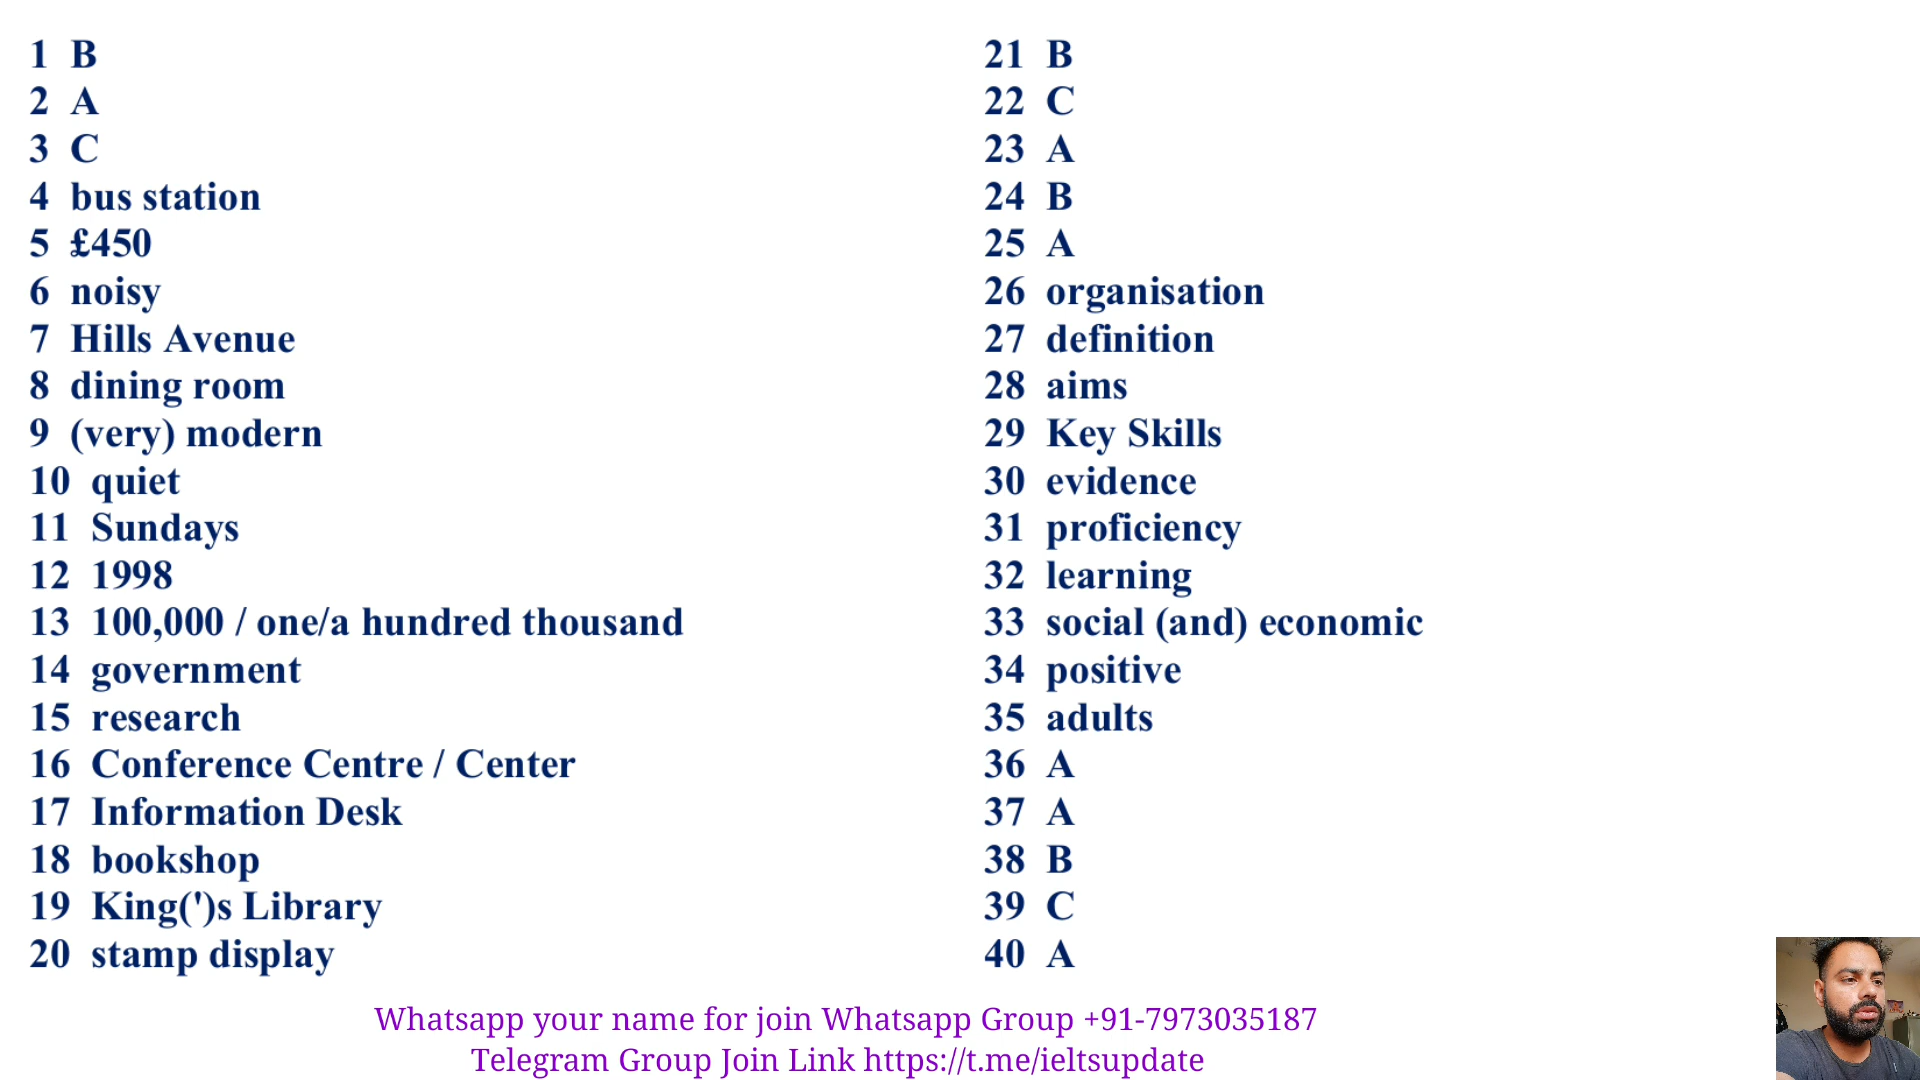 1 B
2 A
3 C
4 bus station
5 £450
6 noisy
7 Hills Avenue
8 dining room
9 (very) modern
10 quiet
11 Sundays
12 1998
13 100,000 / one/a hundred thousand
14 government
15 research
16 Conference Centre / Center
17 Information Desk
18 bookshop
19 King(')s Library
20 stamp display
21 B
22 C
23 A
24 B
25 A
26 organisation
27 definition
28 aims
29 Key Skills
30 evidence
31 proficiency
32 learning
33 social (and) economic
34 positive
35 adults
36 A
37 A
38 B
39 C
40 A
Whatsapp your name for join Whatsapp Group +91-7973035187
Telegram Group Join Link https://t.me/ieltsupdate